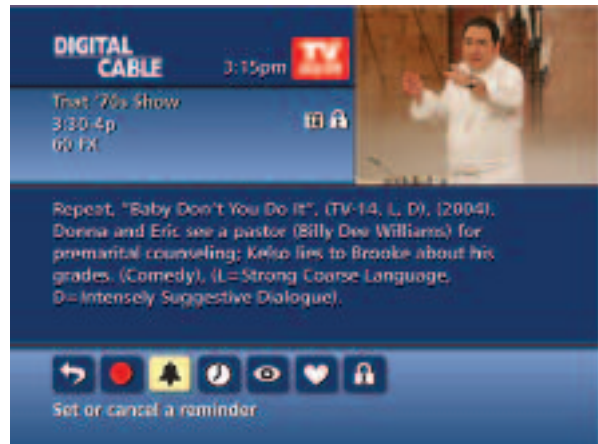 DIGITAL
CABLE
3:15pm
TV
That '70s Show
3:30-4p
60 FX
Repeat, "Baby Don't You Do It", (TV-14, L, D), (2004).
Donna and Eric see a pastor (Billy Dee Williams) for
premarital counseling; Kelso lies to Brooke about his
grades. (Comedy), (L=Strong Coarse Language,
D=Intensely Suggestive Dialogue).
Set or cancel a reminder